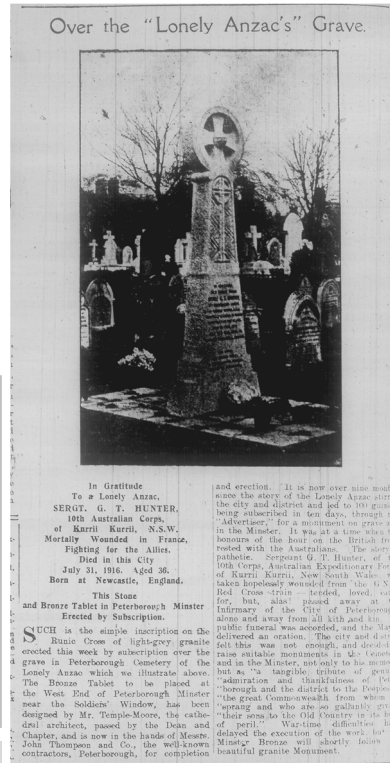 Over the "Lonely Anzac's" Grave.
In Gratitude
To a Lonely Anzac,
SERGT. G. T. HUNTER,
10th Australian Corps,
of Kurrii Kurrii, N.S.W.
Mortally Wounded in France,
Fighting for the Allies.
Died in this City
July 31, 1916. Aged 36.
Born at Newcastle, England.
This Stone
and Bronze Tablet in Peterborough Minster
Erected by Subscription.
SUCH is the simple inscription on the
Runic Cross of light-grey granite
erected this week by subscription over the
grave in Peterborough Cemetery of the
Lonely Anzac which we illustrate above.
The Bronze Tablet to be placed at
the West End of Peterborough Minster
near the Soldiers' Window, has been
designed by Mr. Temple-Moore, the cathe-
dral architect, passed by the Dean and
Chapter, and is now in the hands of Messrs.
John Thompson and Co., the well-known
contractors, Peterborough, for completion
and erection. It is now over nine
since the story of the Lonely Anzac
the city and district and led to 100
being subscribed in ten days, through
"Advertiser," for a monument on grave
in the Minster. It was at a time when
honours of the hour on the British
rested with the Australians. The story
pathetic. Sergeant G. T. Hunter, of
10th Corps, Australian Expeditionary
of Kurrii Kurrii, New South Wales
taken hopelessly wounded from the
Red Cross train — tended, loved,
for, but, alas! passed away at
Infirmary of the City of
alone and away from all kith and kin.
public funeral was accorded, and the
delivered an oration. The city and
felt this was not enough, and decided
raise suitable monuments in the
and in the Minster, not only to his
but as "a tangible tribute of
"admiration and thankfulness of
"borough and the district to the
"the great Commonwealth from whom
"sprang and who are so gallantly
"their sons to the Old Country in its
"of peril." War-time difficulties
delayed the execution of the work, but
Minster Bronze will shortly follow
beautiful granite Monument.